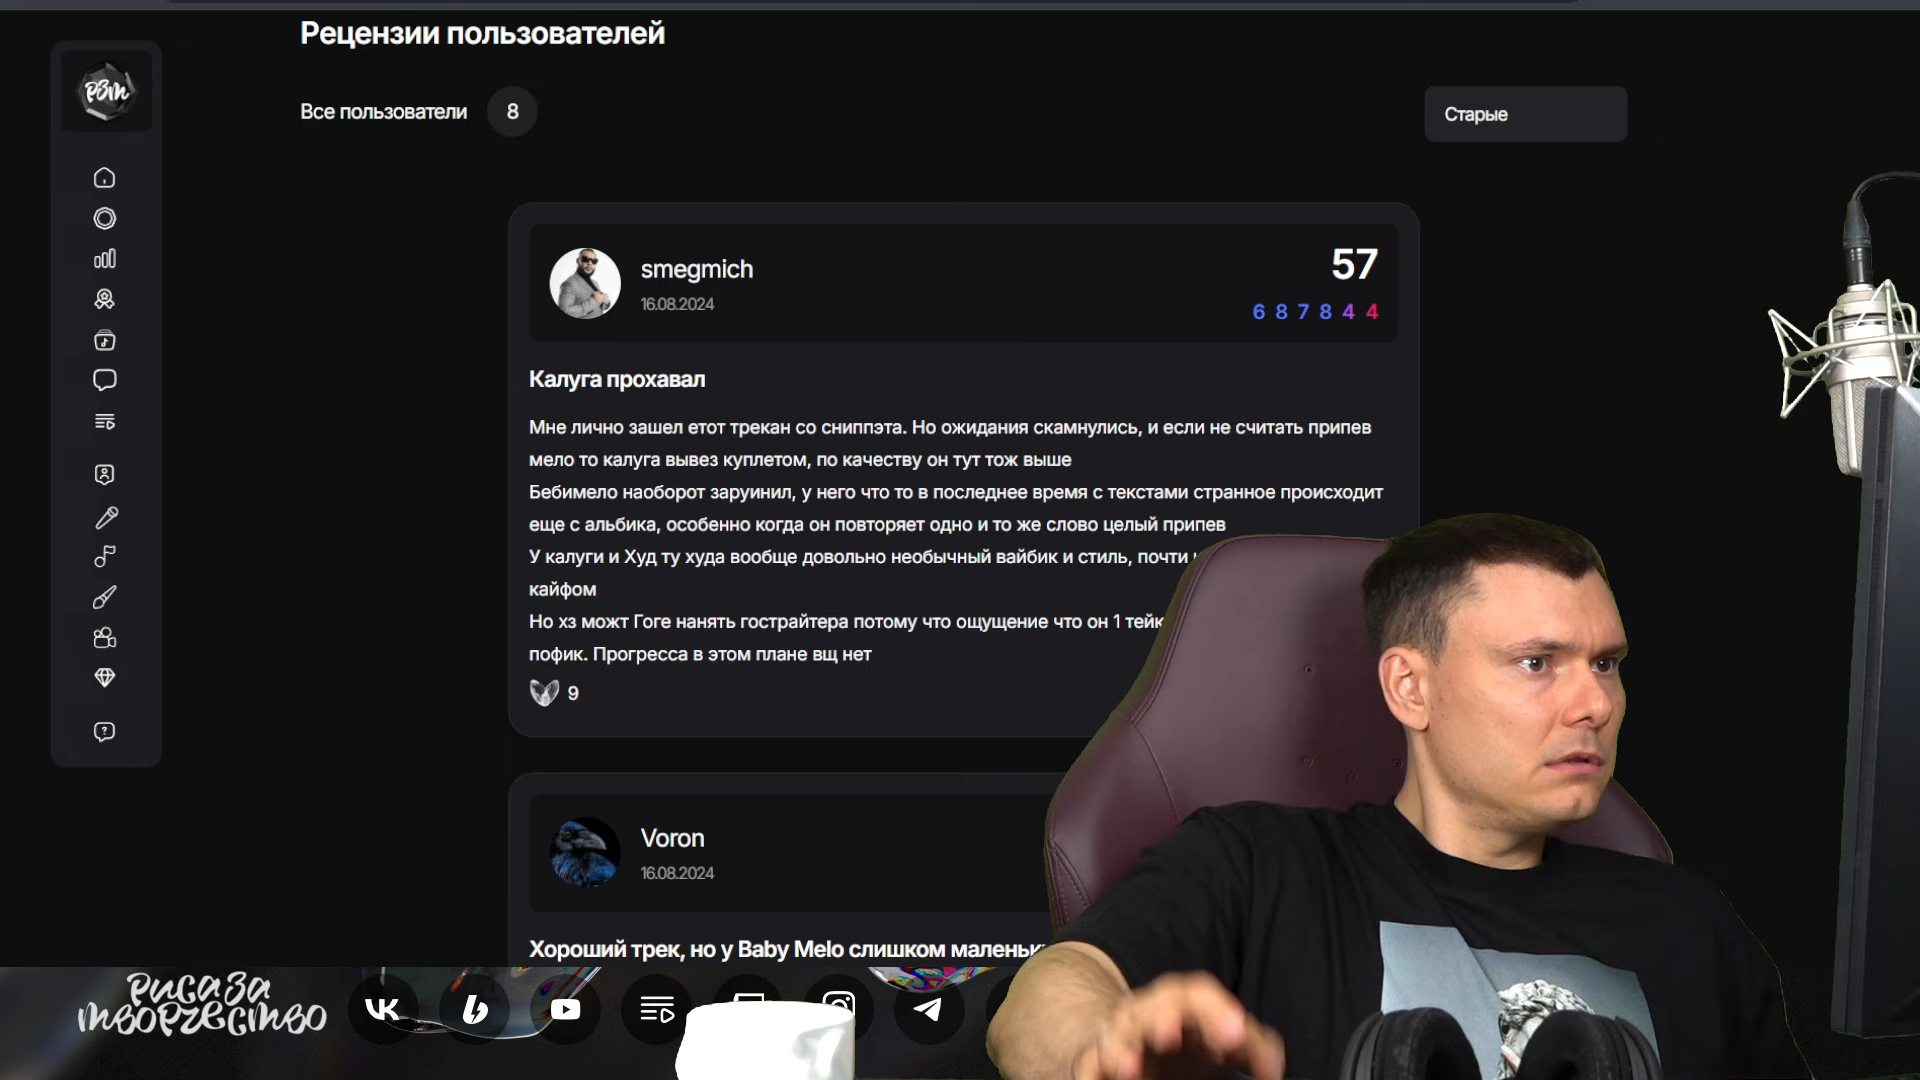 Рецензии пользователей
РЗТ
Все пользователи 8
Старые
smegmich
57
16.08.2024
6 8 7 8 4 4
Калуга прохавал
Мне лично зашел етот трекан со сниппэта. Но ожидания скамнулись, и если не считать припев
мело то калуга вывез куплетом, по качеству он тут тож выше
Бебимело наоборот заруинил, у него что то в последнее время с текстами странное происходит
еще с альбика, особенно когда он повторяет одно и то же слово целый припев
У калуги и Худ ту худа вообще довольно необычный вайбик и стиль, почти
кайфом
Но хз можт Гоге нанять гострайтера потому что ощущение что он 1 тейк
пофик. Прогресса в этом плане вщ нет
9
Voron
16.08.2024
Хороший трек, но у Baby Melo слишком
риса за
творчество